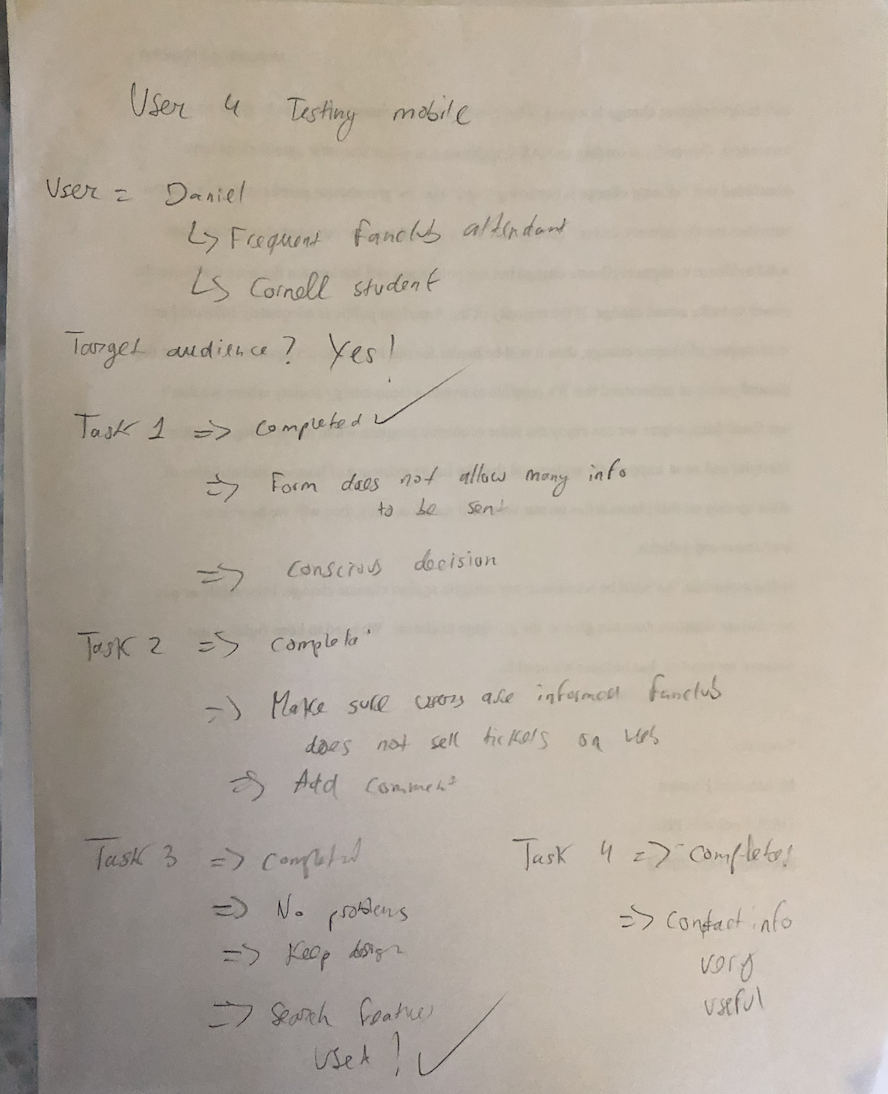 User 4 Testing mobile
User = Daniel
↳ Frequent fanclub attendant
↳ Cornell student
Target audience? Yes!
Task 1 => completed ✓
=> Form does not allow many info
to be sent
=> Conscious decision
Task 2 => Completed
=> Make sure users are informed fanclub
does not sell tickets on web
=> Add comment
Task 3 => Completed
=> No problems
=> Keep design
=> Search feature
used! ✓
Task 4 => completed!
=> Contact info
very
useful